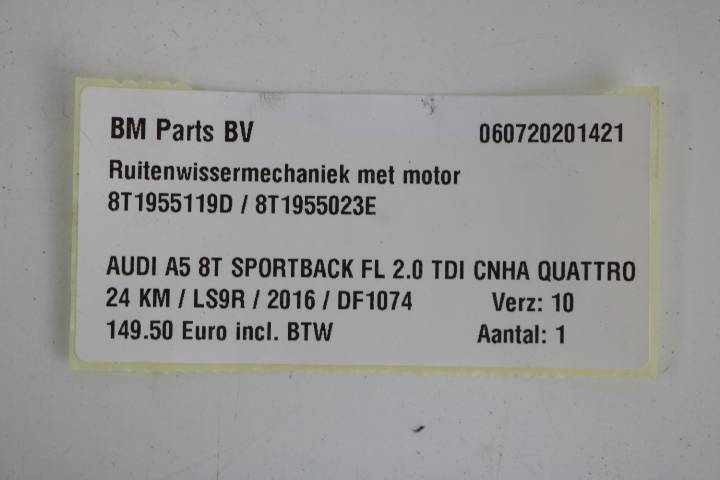 BM Parts BV 060720201421
Ruitenwissermechaniek met motor
8T1955119D / 8T1955023E
AUDI A5 8T SPORTBACK FL 2.0 TDI CNHA QUATTRO
24 KM / LS9R / 2016 / DF1074 Verz: 10
149.50 Euro incl. BTW Aantal: 1